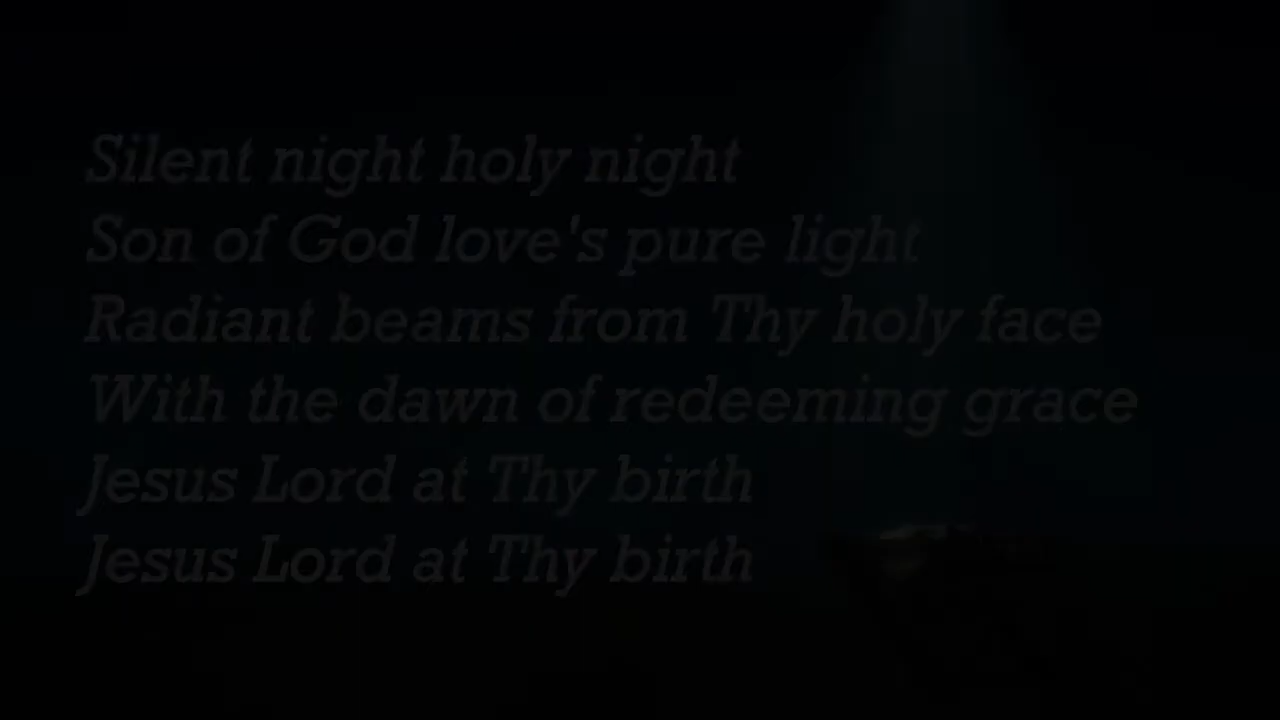 Silent night holy night
Son of God love's pure light
Radiant beams from Thy holy face
With the dawn of redeeming grace
Jesus Lord at Thy birth
Jesus Lord at Thy birth